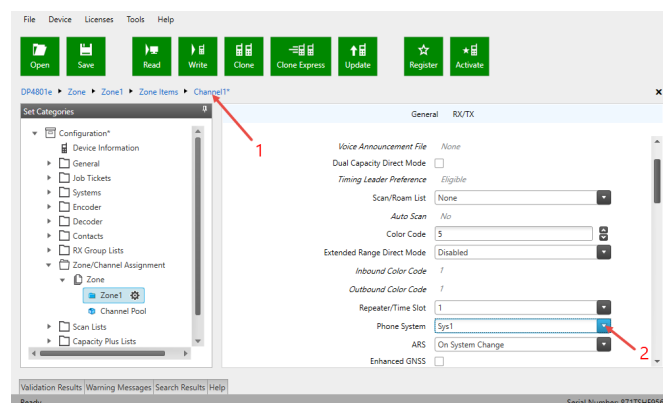 File Device Licenses Tools Help
Open Save Read Write Clone Clone Express Update Register Activate
DP4801e Zone Zone1 Zone Items Channel1*
Set Categories
Configuration*
Device Information
General
Job Tickets
Systems
Encoder
Decoder
Contacts
RX Group Lists
Zone/Channel Assignment
Zone
Zone1
Channel Pool
Scan Lists
Capacity Plus Lists
General RX/TX
1
Voice Announcement File None
Dual Capacity Direct Mode
Timing Leader Preference Eligible
Scan/Roam List None
Auto Scan No
Color Code 5
Extended Range Direct Mode Disabled
Inbound Color Code 1
Outbound Color Code 1
Repeater/Time Slot 1
Phone System Sys1
2
ARS On System Change
Enhanced GNSS
Validation Results Warning Messages Search Results Help
Ready Serial Number: